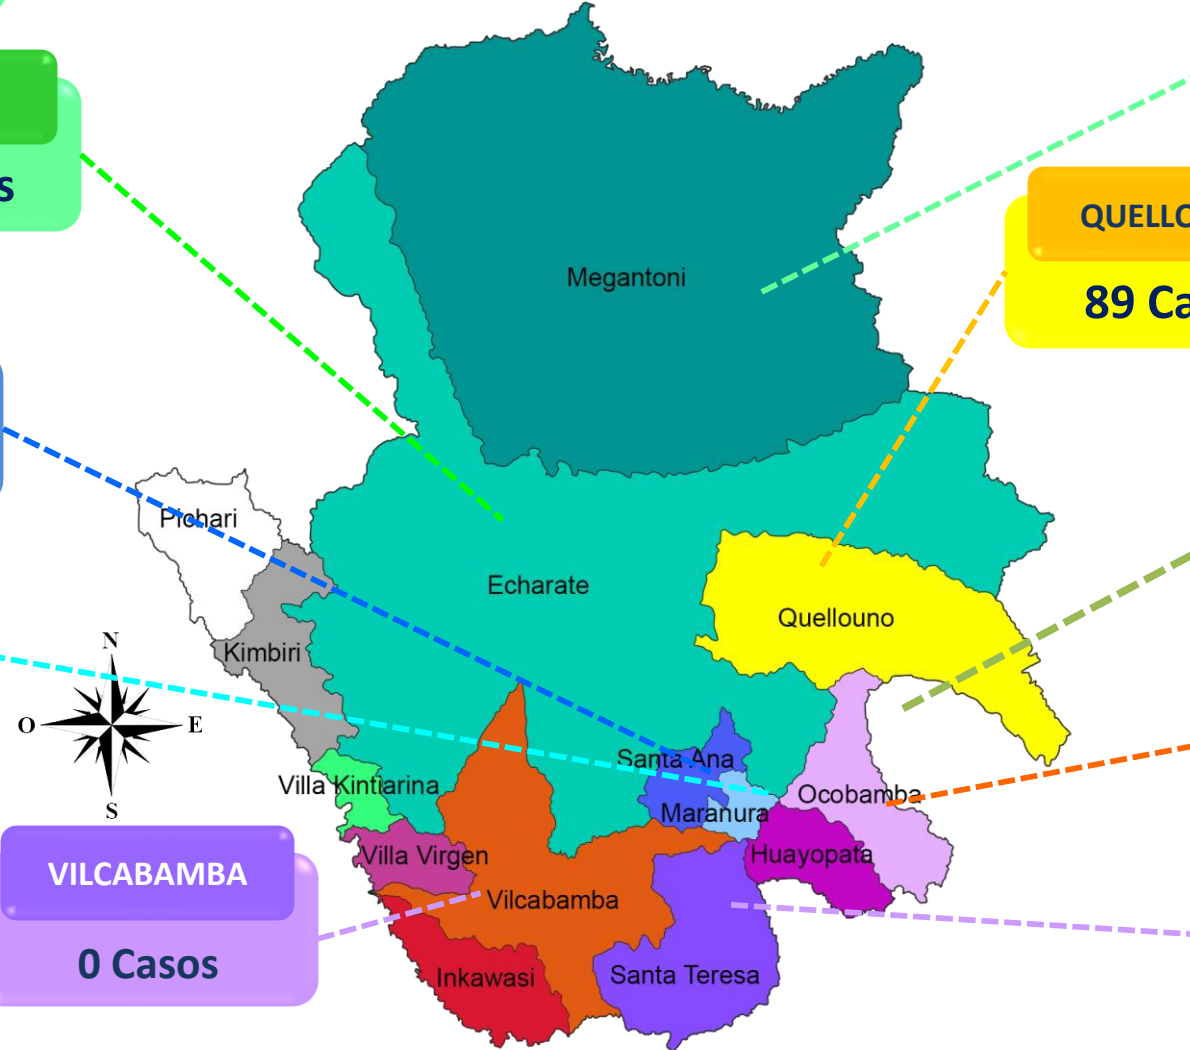 s
Megantoni
QUELLO
89 Ca
Pichari
Echarate
Quellouno
Kimbiri
N
O
E
S
Santa Ana
Villa Kintiarina
Ocobamba
Maranura
Villa Virgen
Huayopata
VILCABAMBA
Vilcabamba
0 Casos
Inkawasi
Santa Teresa